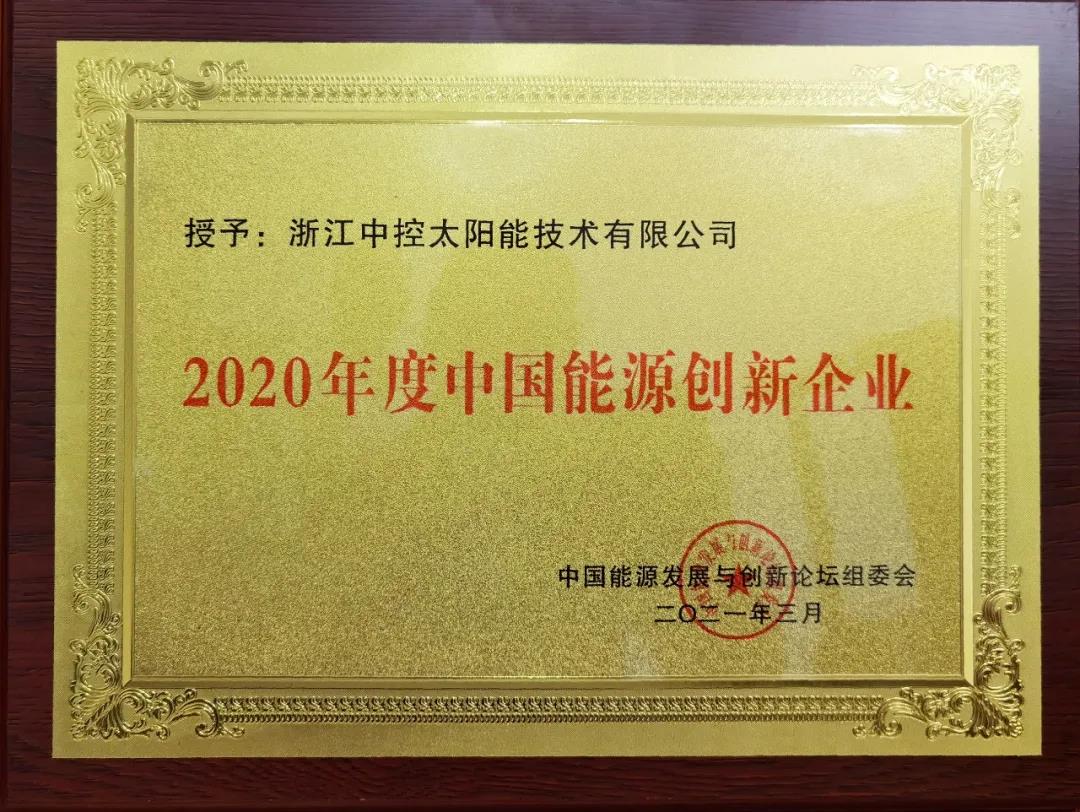 授予：浙江中控太阳能技术有限公司
2020年度中国能源创新企业
中国能源发展与创新论坛组委会
二〇二一年三月